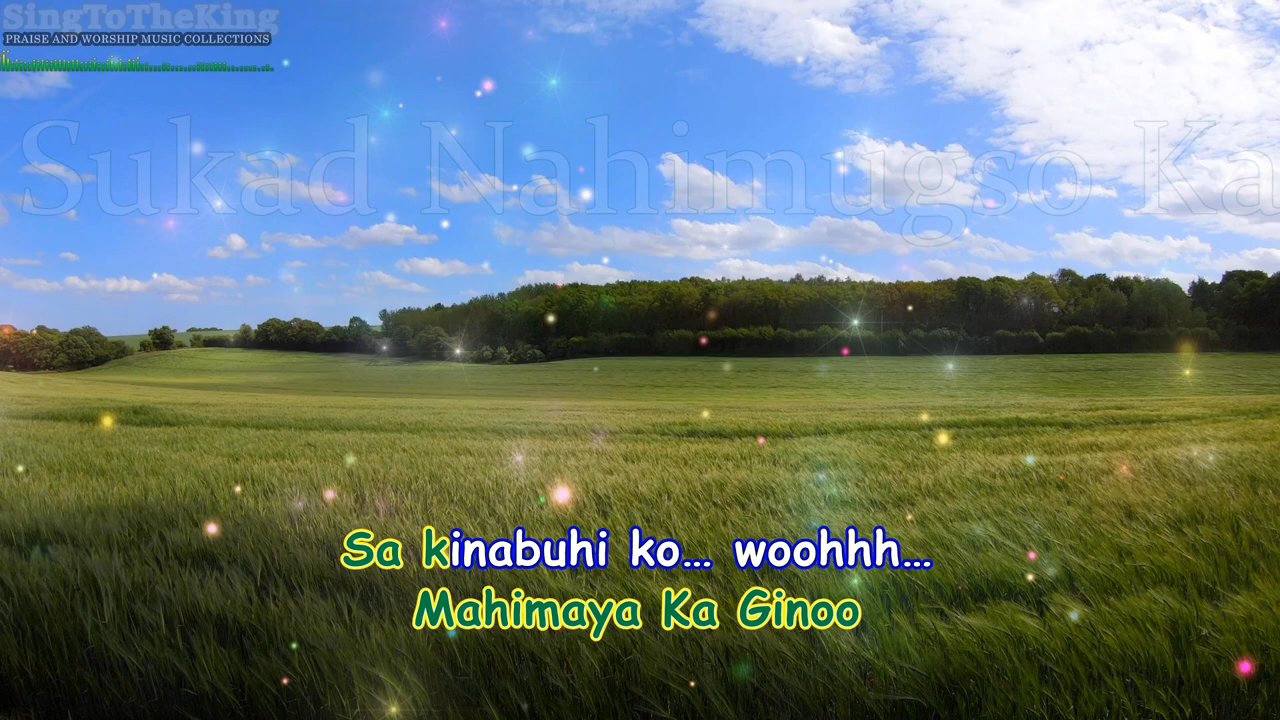 SingToTheKing
PRAISE AND WORSHIP MUSIC COLLECTIONS
Sukad Nahimugso Ka
Sa kinabuhi ko... woohhh...
Mahimaya Ka Ginoo